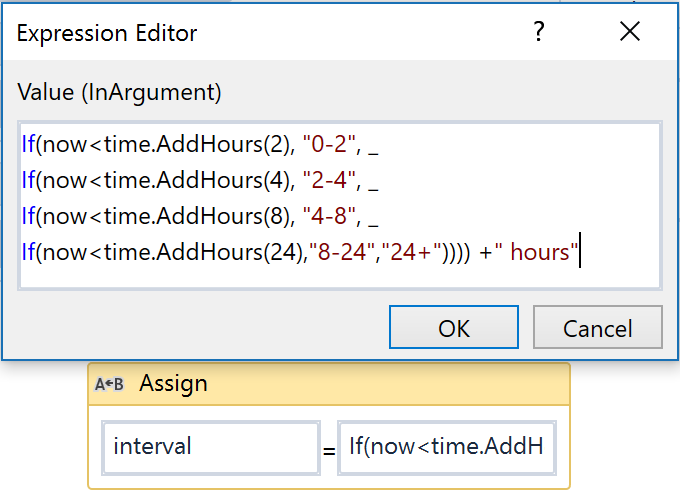 Expression Editor
?
Value (InArgument)
If(now<time.AddHours(2), "0-2", _
If(now<time.AddHours(4), "2-4", _
If(now<time.AddHours(8), "4-8", _
If(now<time.AddHours(24),"8-24","24+")))) +" hours"
OK
Cancel
A B Assign
interval = If(now<time.AddH